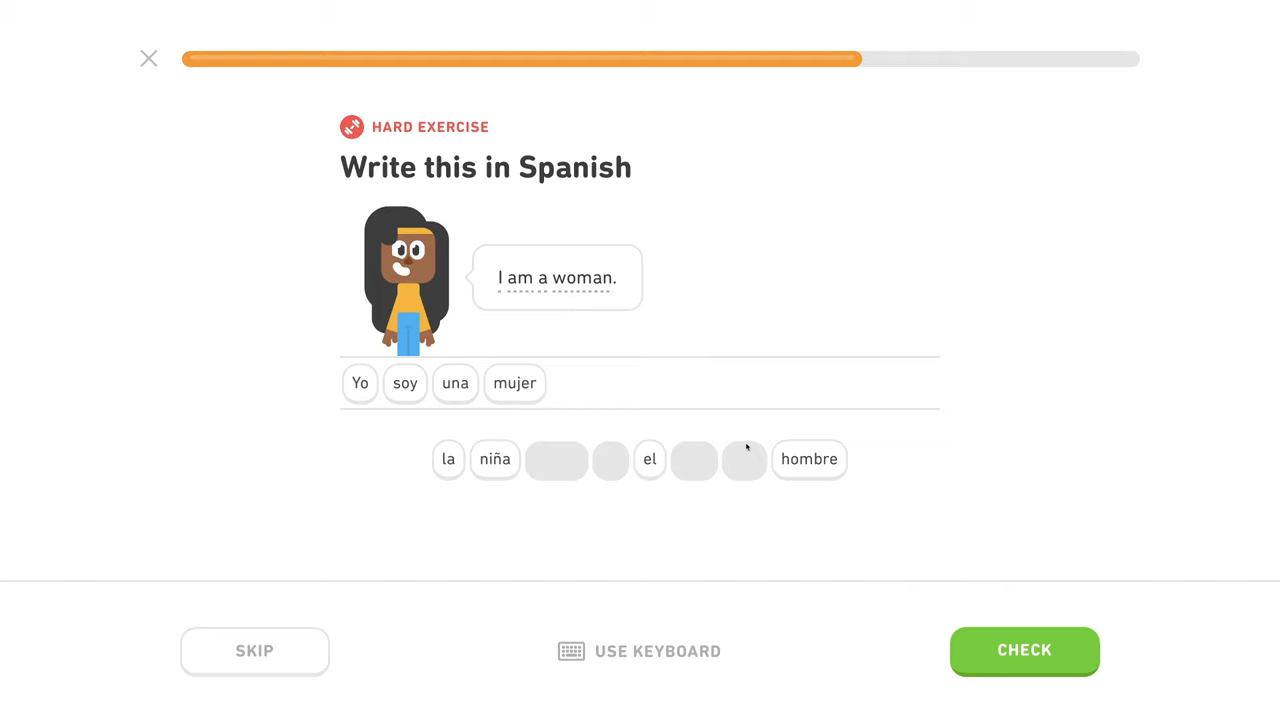 HARD EXERCISE
Write this in Spanish
I am a woman.
Yo soy una mujer
la niña el hombre
SKIP USE KEYBOARD CHECK